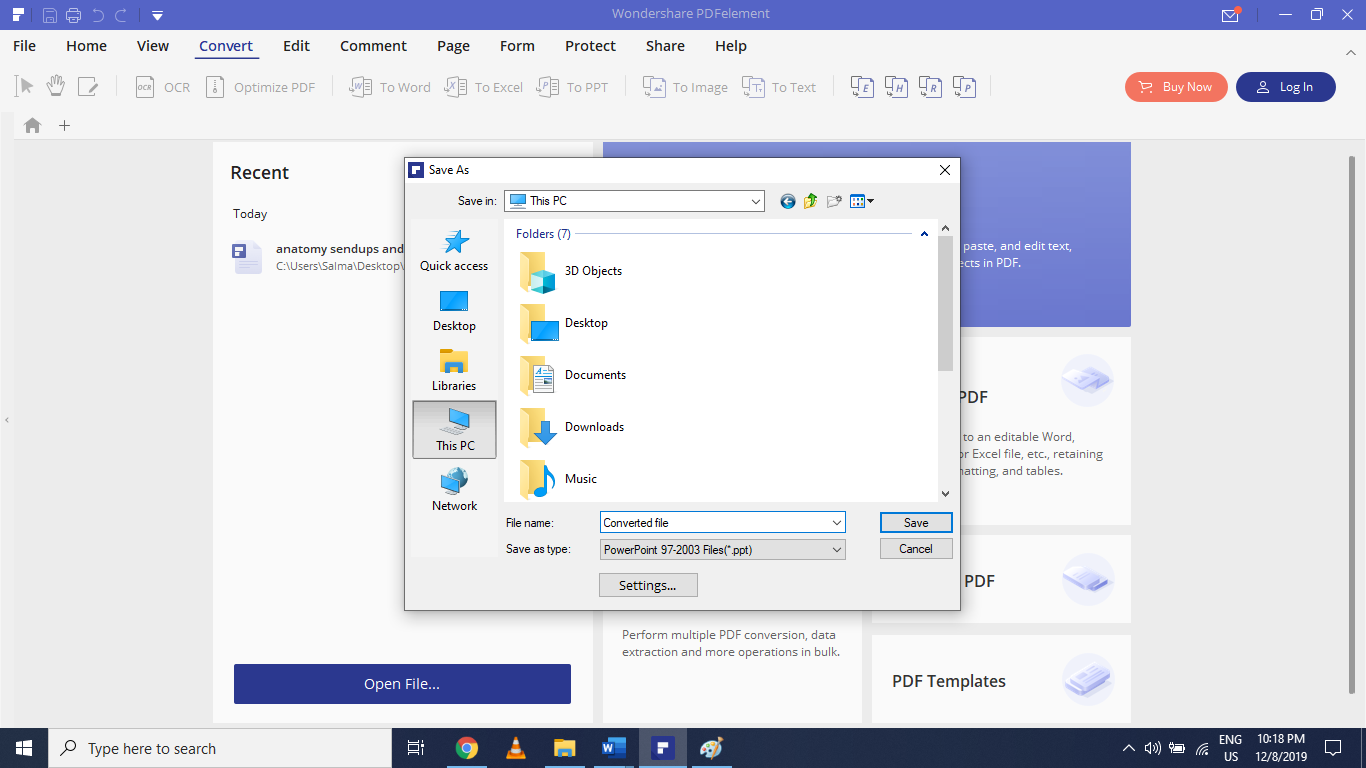 Wondershare PDFelement
File Home View Convert Edit Comment Page Form Protect Share Help
OCR OCR Optimize PDF To Word To Excel To PPT To Image To Text E H R P Buy Now Log In
Recent
Today
anatomy sendups and
C:\Users\Salma\Desktop\
Save As
Save in: This PC
Quick access
Desktop
Libraries
This PC
Network
Folders (7)
3D Objects
Desktop
Documents
Downloads
Music
File name: Converted file Save
Save as type: PowerPoint 97-2003 Files(*.ppt) Cancel
Settings...
paste, and edit text,
ects in PDF.
PDF
to an editable Word,
or Excel file, etc., retaining
matting, and tables.
PDF
Perform multiple PDF conversion, data
extraction and more operations in bulk.
PDF Templates
Open File...
Type here to search
W
ENG
US
10:18 PM
12/8/2019